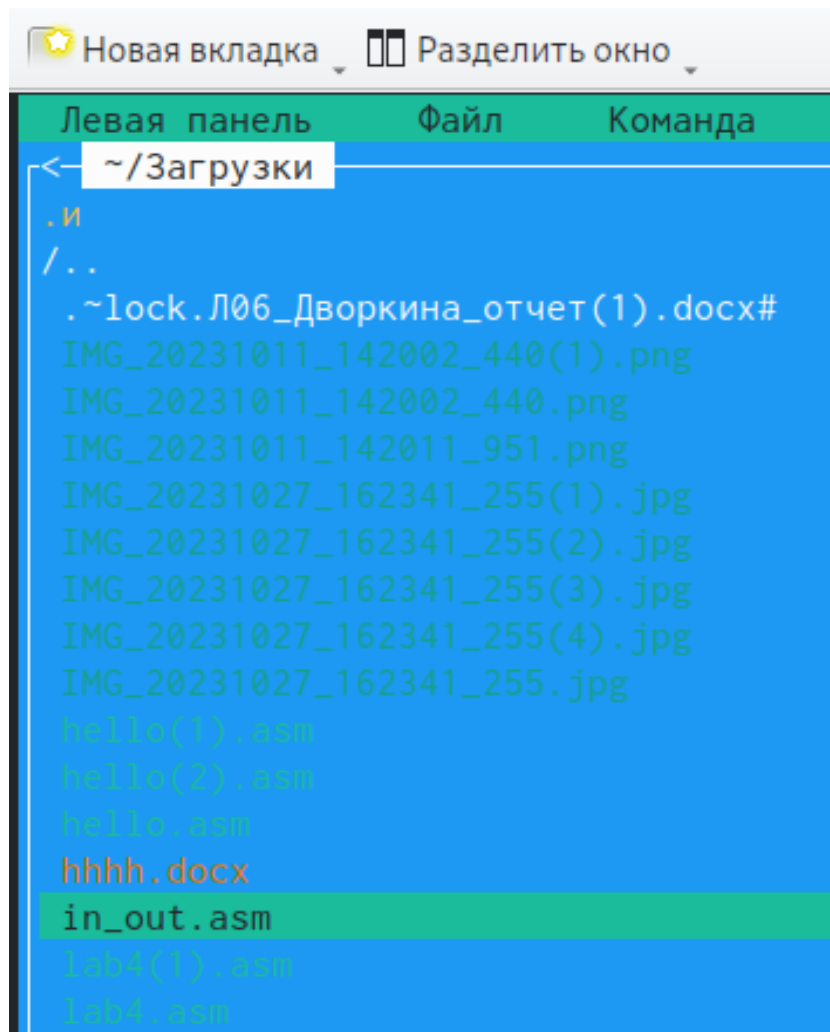 Новая вкладка Разделить окно
Левая панель Файл Команда
<─ ~/Загрузки
.и
/..
.~lock.Л06_Дворкина_отчет(1).docx#
IMG_20231011_142002_440(1).png
IMG_20231011_142002_440.png
IMG_20231011_142011_951.png
IMG_20231027_162341_255(1).jpg
IMG_20231027_162341_255(2).jpg
IMG_20231027_162341_255(3).jpg
IMG_20231027_162341_255(4).jpg
IMG_20231027_162341_255.jpg
hello(1).asm
hello(2).asm
hello.asm
hhhh.docx
in_out.asm
lab4(1).asm
lab4.asm